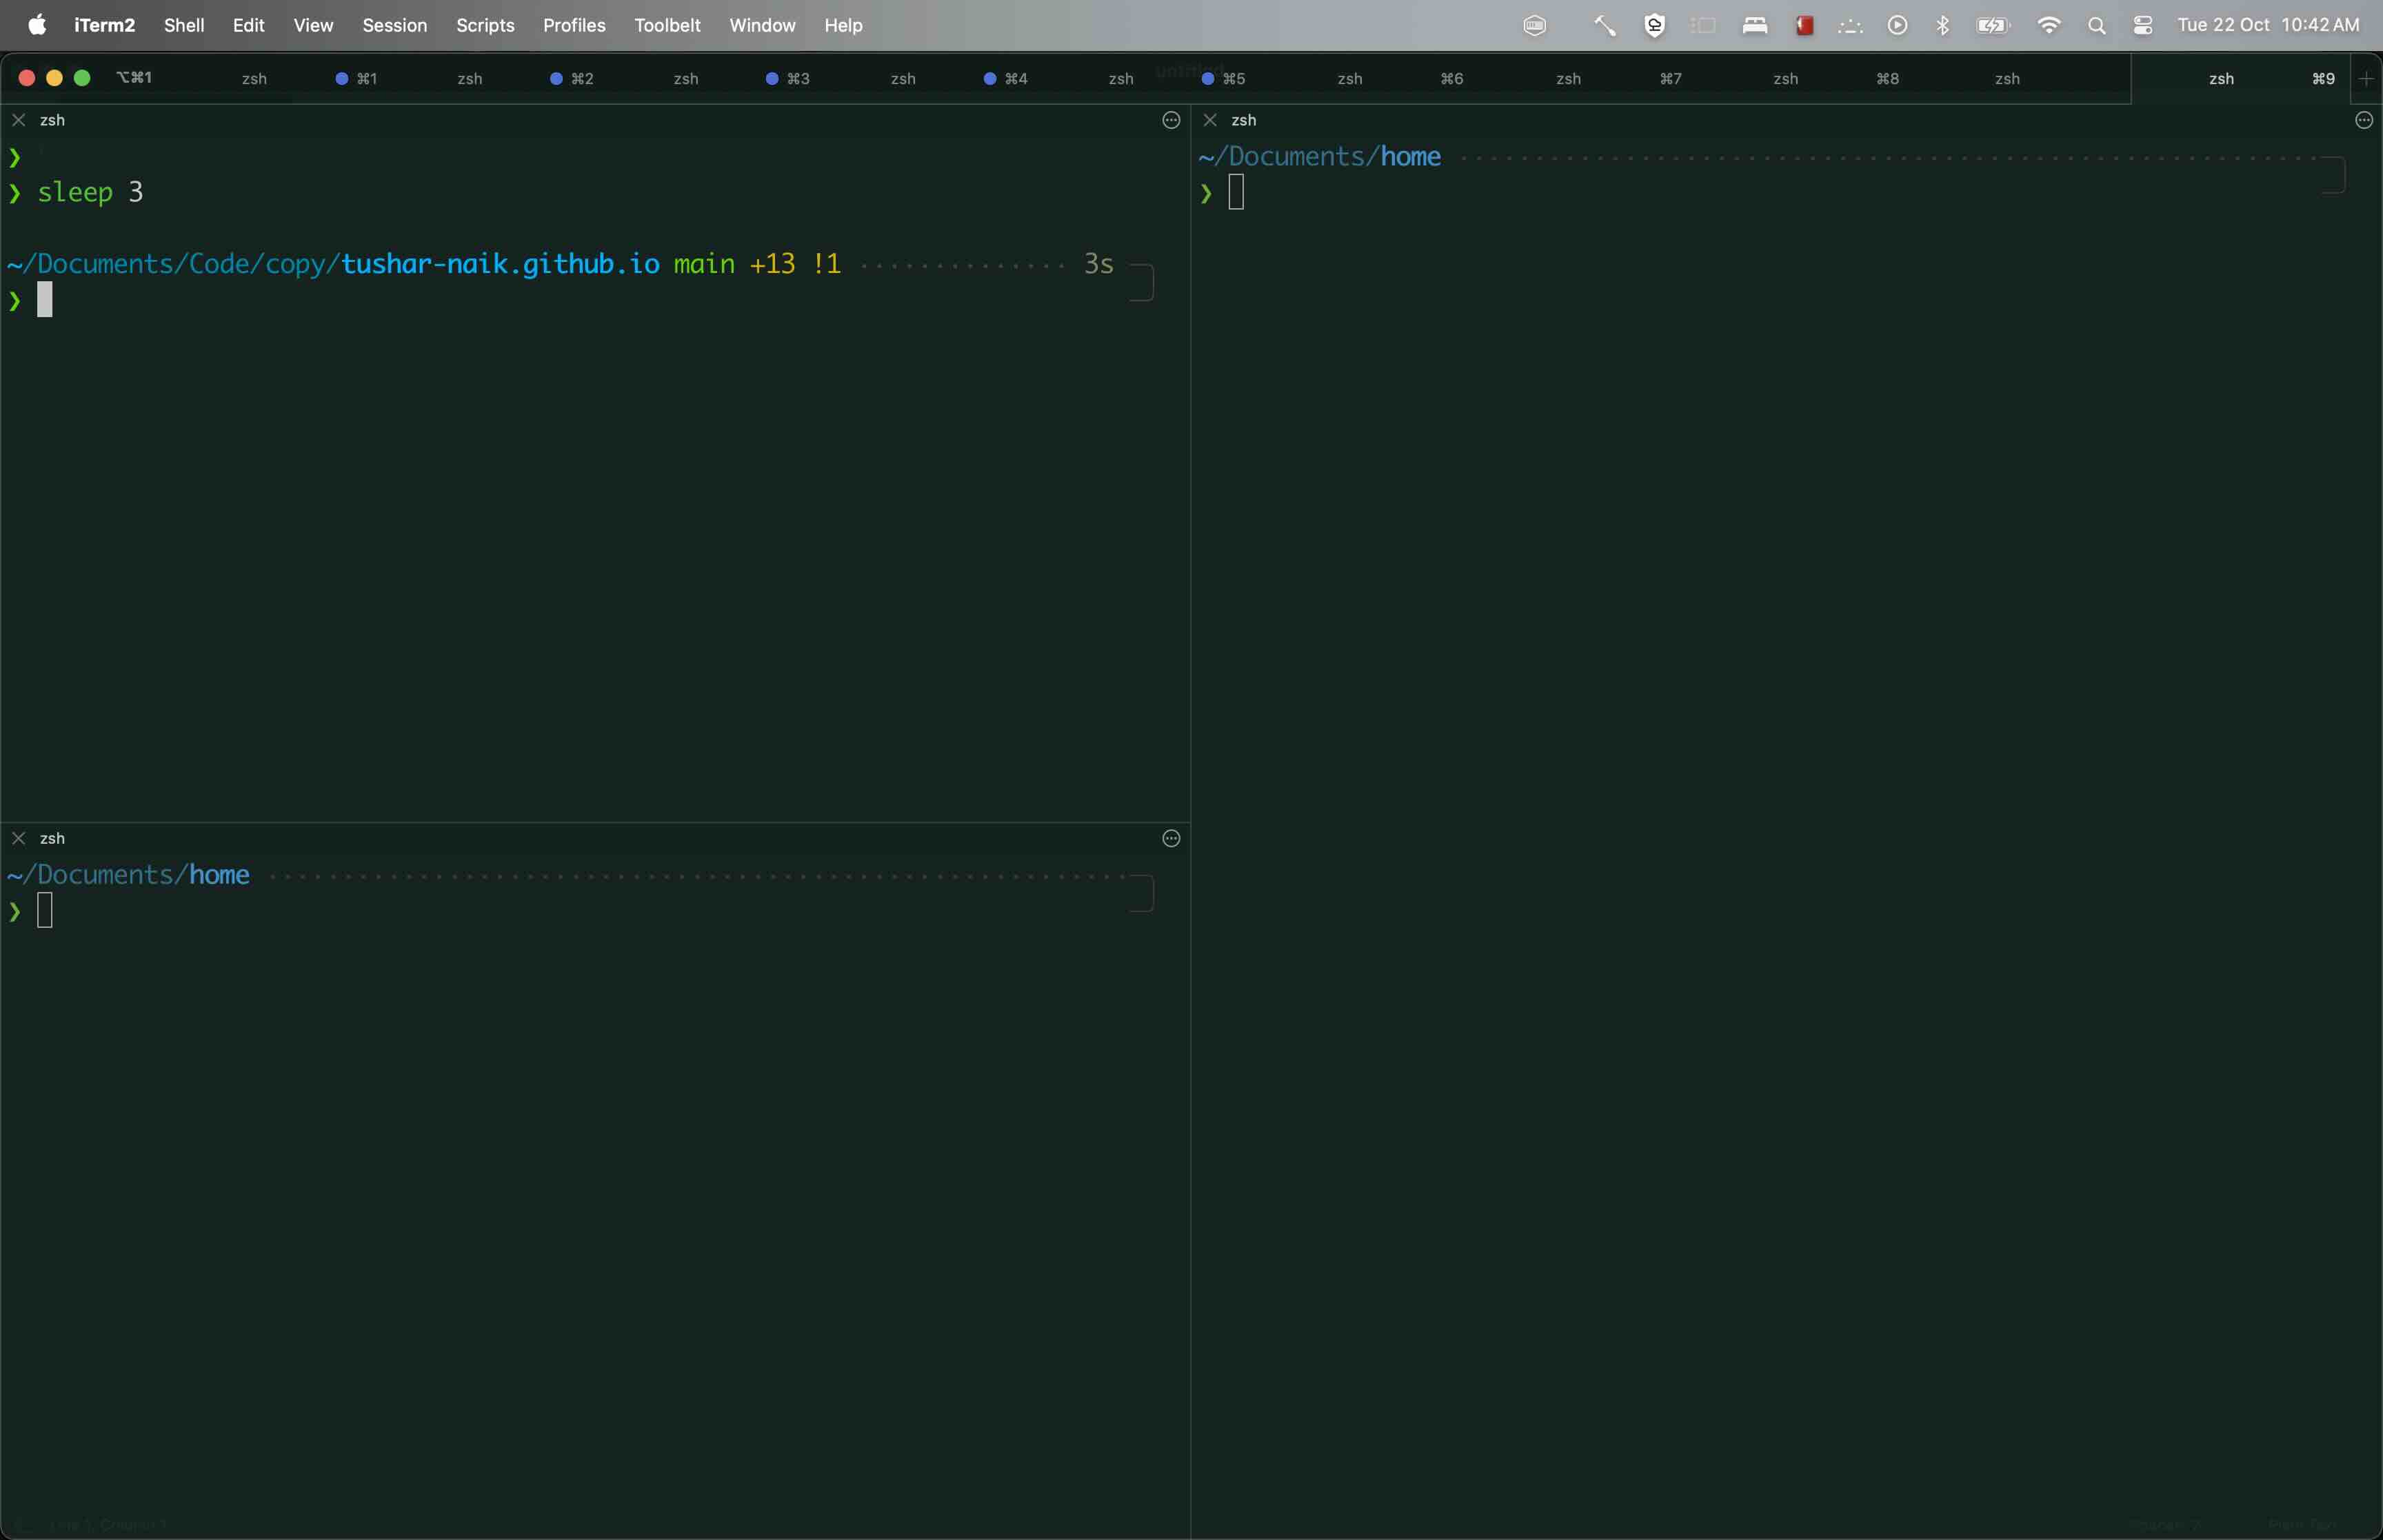 iTerm2 Shell Edit View Session Scripts Profiles Toolbelt Window Help Tue 22 Oct 10:42 AM
⌥⌘1 zsh ⌘1 zsh ⌘2 zsh ⌘3 zsh ⌘4 zsh ⌘5 zsh ⌘6 zsh ⌘7 zsh ⌘8 zsh zsh ⌘9
untitled
zsh
❯
❯ sleep 3
~/Documents/Code/copy/tushar-naik.github.io main +13 !1 3s
❯
zsh
~/Documents/home
❯
zsh
~/Documents/home
❯